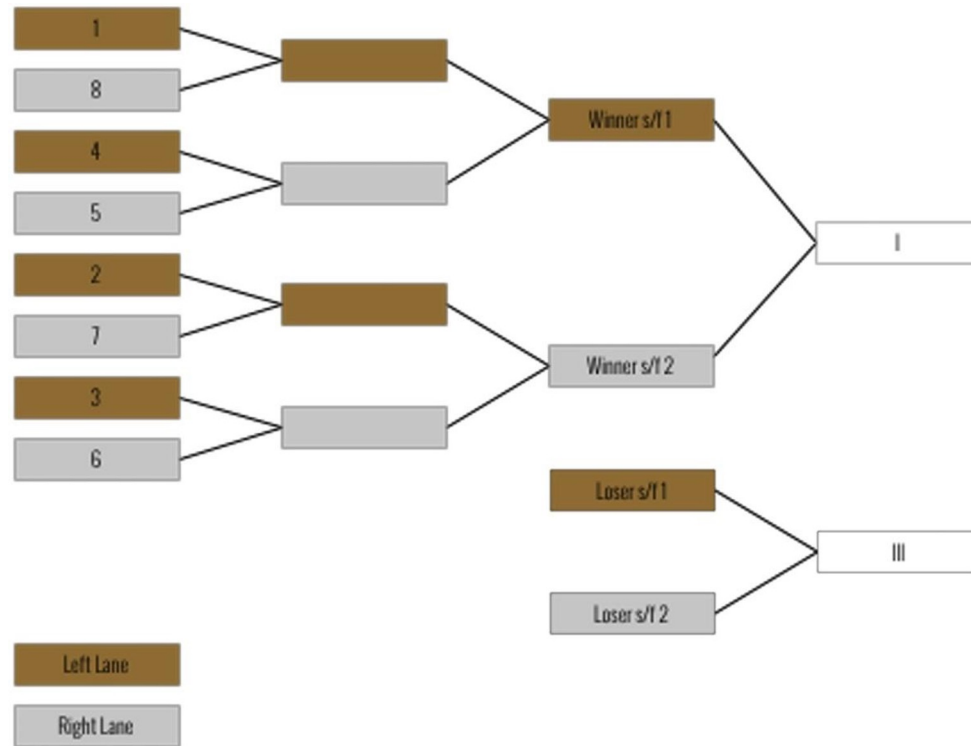 1
8
4
5
2
7
3
6
Winner s/f 1
Winner s/f 2
I
Loser s/f 1
Loser s/f 2
III
Left Lane
Right Lane